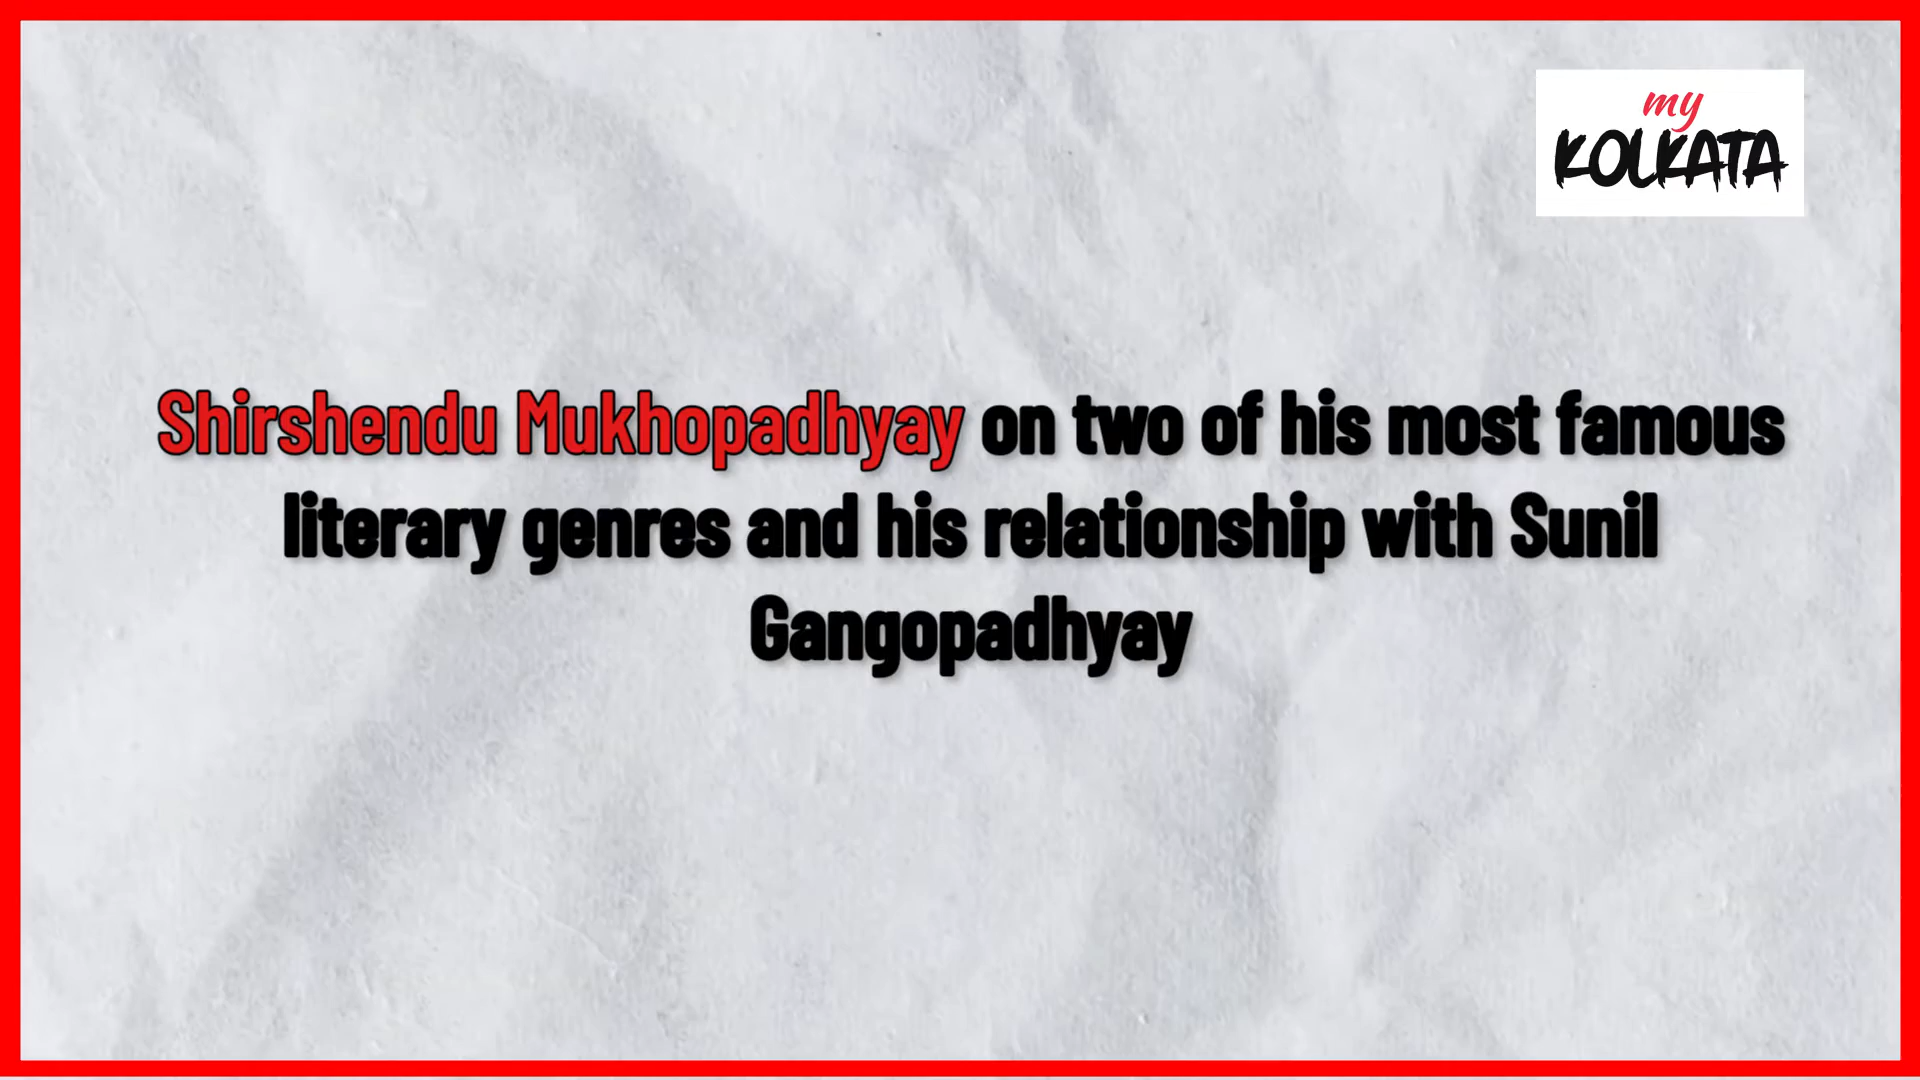 my
KOLKATA
Shirshendu Mukhopadhyay on two of his most famous
literary genres and his relationship with Sunil
Gangopadhyay